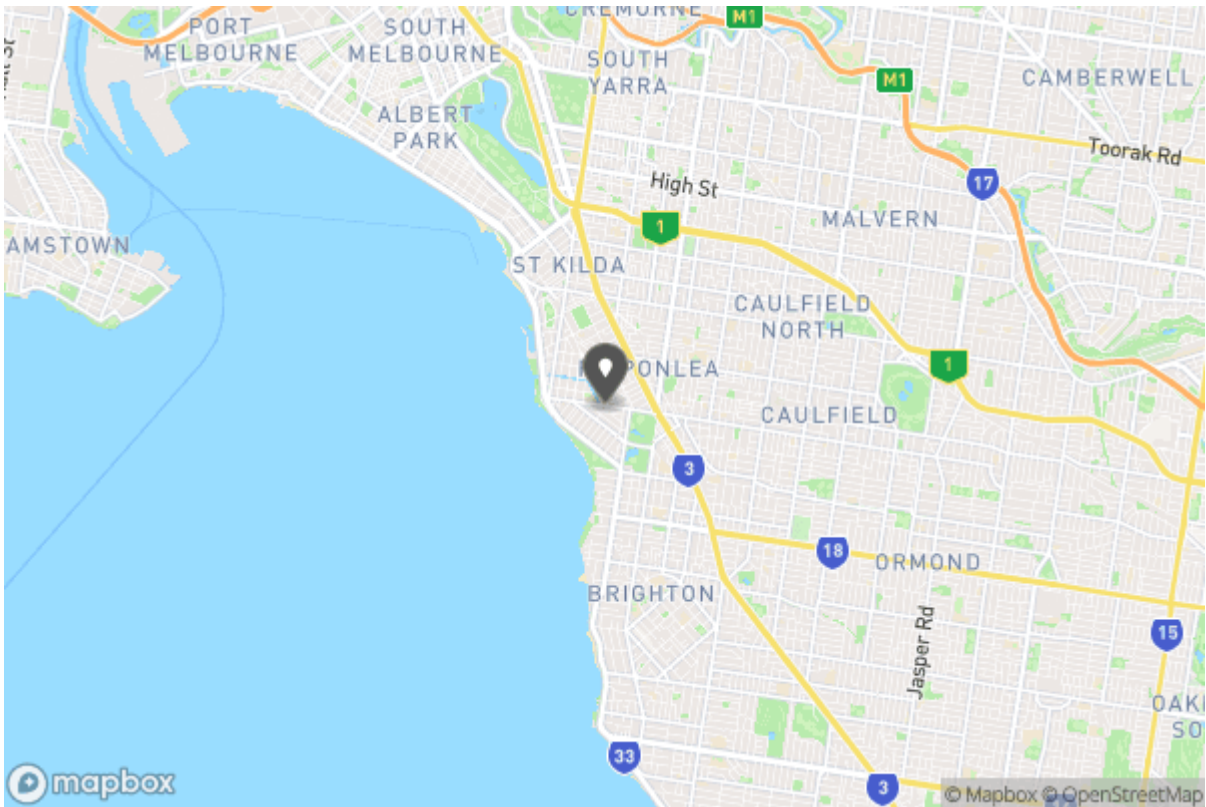 CREMORNE
M1
PORT
MELBOURNE
SOUTH
MELBOURNE
SOUTH
YARRA
M1
CAMBERWELL
ALBERT
PARK
Toorak Rd
High St
17
MALVERN
1
AMSTOWN
ST KILDA
CAULFIELD
NORTH
PONLEA
1
CAULFIELD
3
18
ORMOND
BRIGHTON
Jasper Rd
15
OAK
SO
33
3
mapbox
© Mapbox © OpenStreetMap